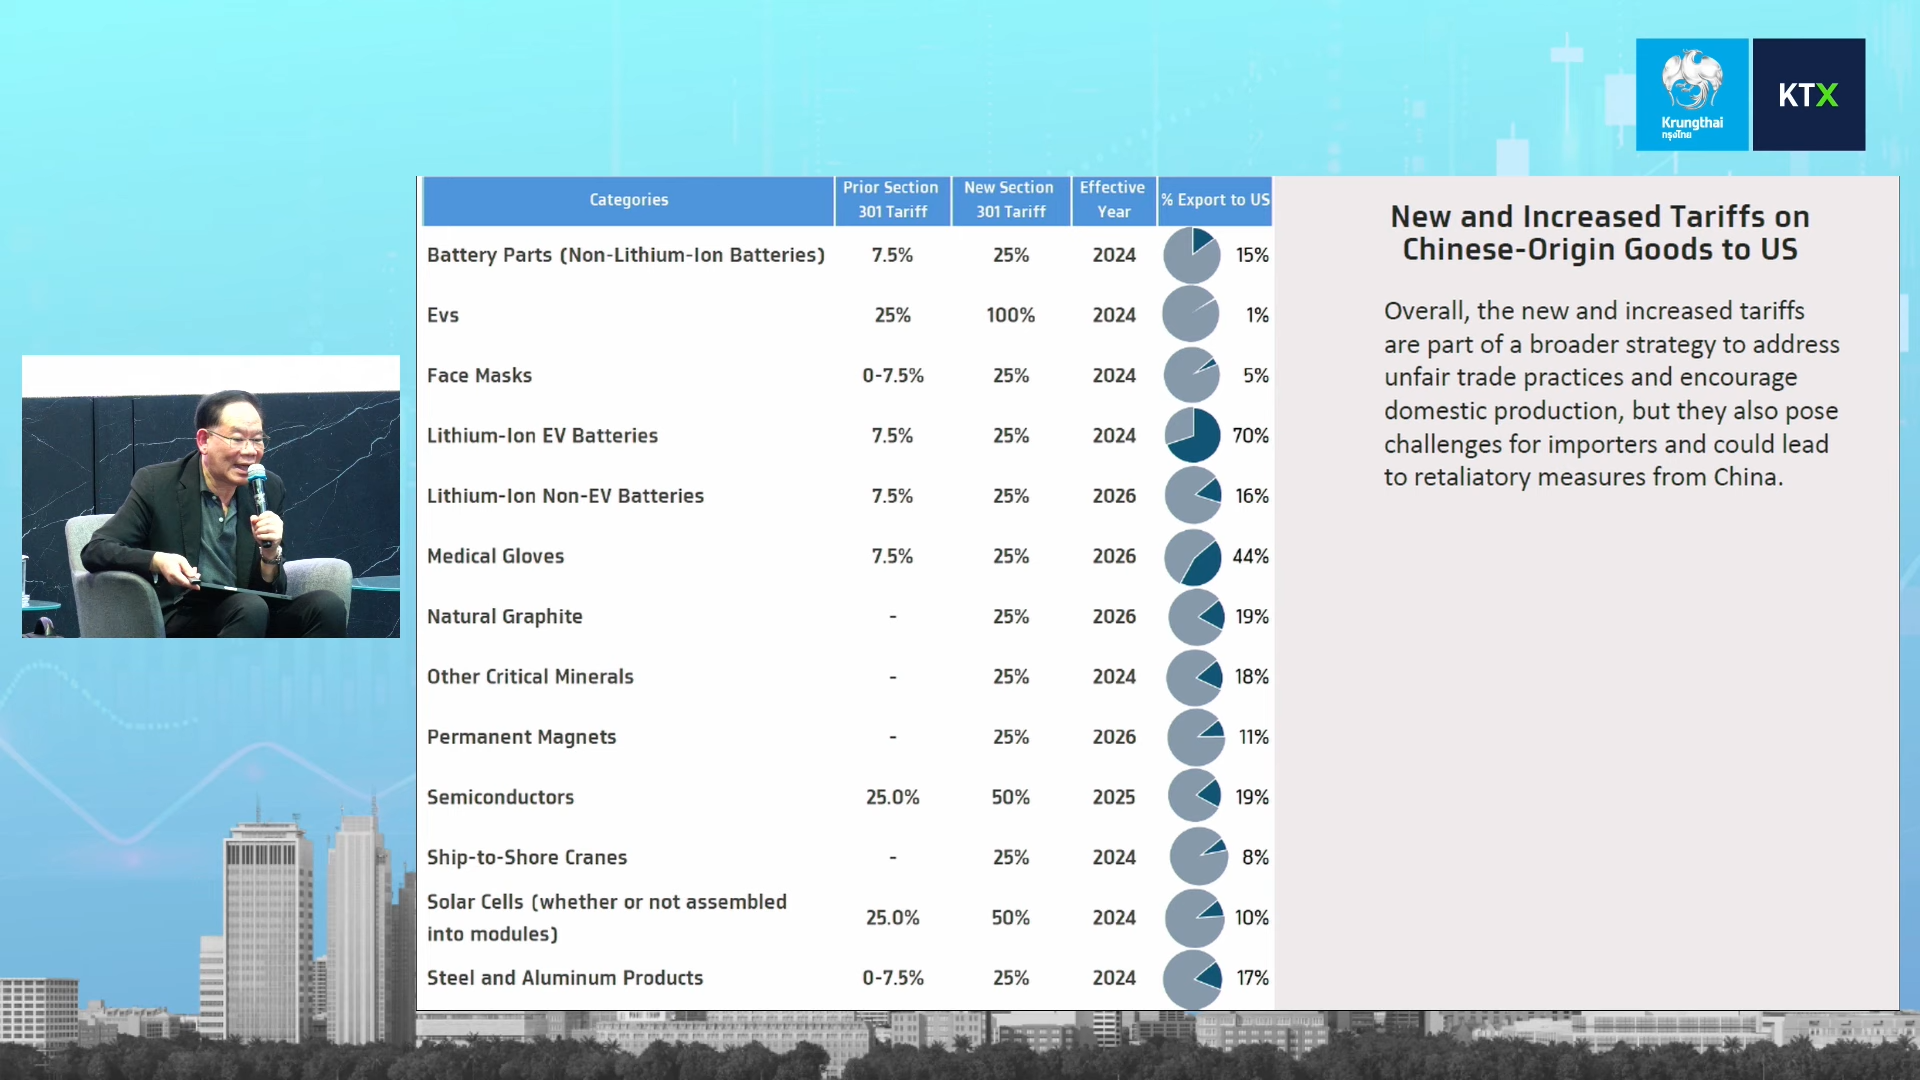 Krungthai
กรุงไทย
KTX
Categories
Prior Section
301 Tariff
New Section
301 Tariff
Effective
Year
% Export to US
Battery Parts (Non-Lithium-Ion Batteries) 7.5% 25% 2024 15%
Evs 25% 100% 2024 1%
Face Masks 0-7.5% 25% 2024 5%
Lithium-Ion EV Batteries 7.5% 25% 2024 70%
Lithium-Ion Non-EV Batteries 7.5% 25% 2026 16%
Medical Gloves 7.5% 25% 2026 44%
Natural Graphite - 25% 2026 19%
Other Critical Minerals - 25% 2024 18%
Permanent Magnets - 25% 2026 11%
Semiconductors 25.0% 50% 2025 19%
Ship-to-Shore Cranes - 25% 2024 8%
Solar Cells (whether or not assembled
into modules) 25.0% 50% 2024 10%
Steel and Aluminum Products 0-7.5% 25% 2024 17%
New and Increased Tariffs on
Chinese-Origin Goods to US
Overall, the new and increased tariffs
are part of a broader strategy to address
unfair trade practices and encourage
domestic production, but they also pose
challenges for importers and could lead
to retaliatory measures from China.